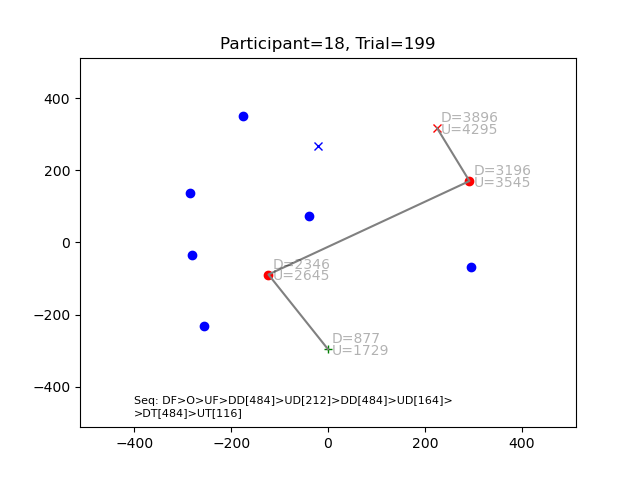 Participant=18, Trial=199
400
200
0
−200
−400
D=3896
U=4295
D=3196
U=3545
D=2346
U=2645
D=877
U=1729
Seq: DF>O>UF>DD[484]>UD[212]>DD[484]>UD[164]>
>DT[484]>UT[116]
−400 −200 0 200 400